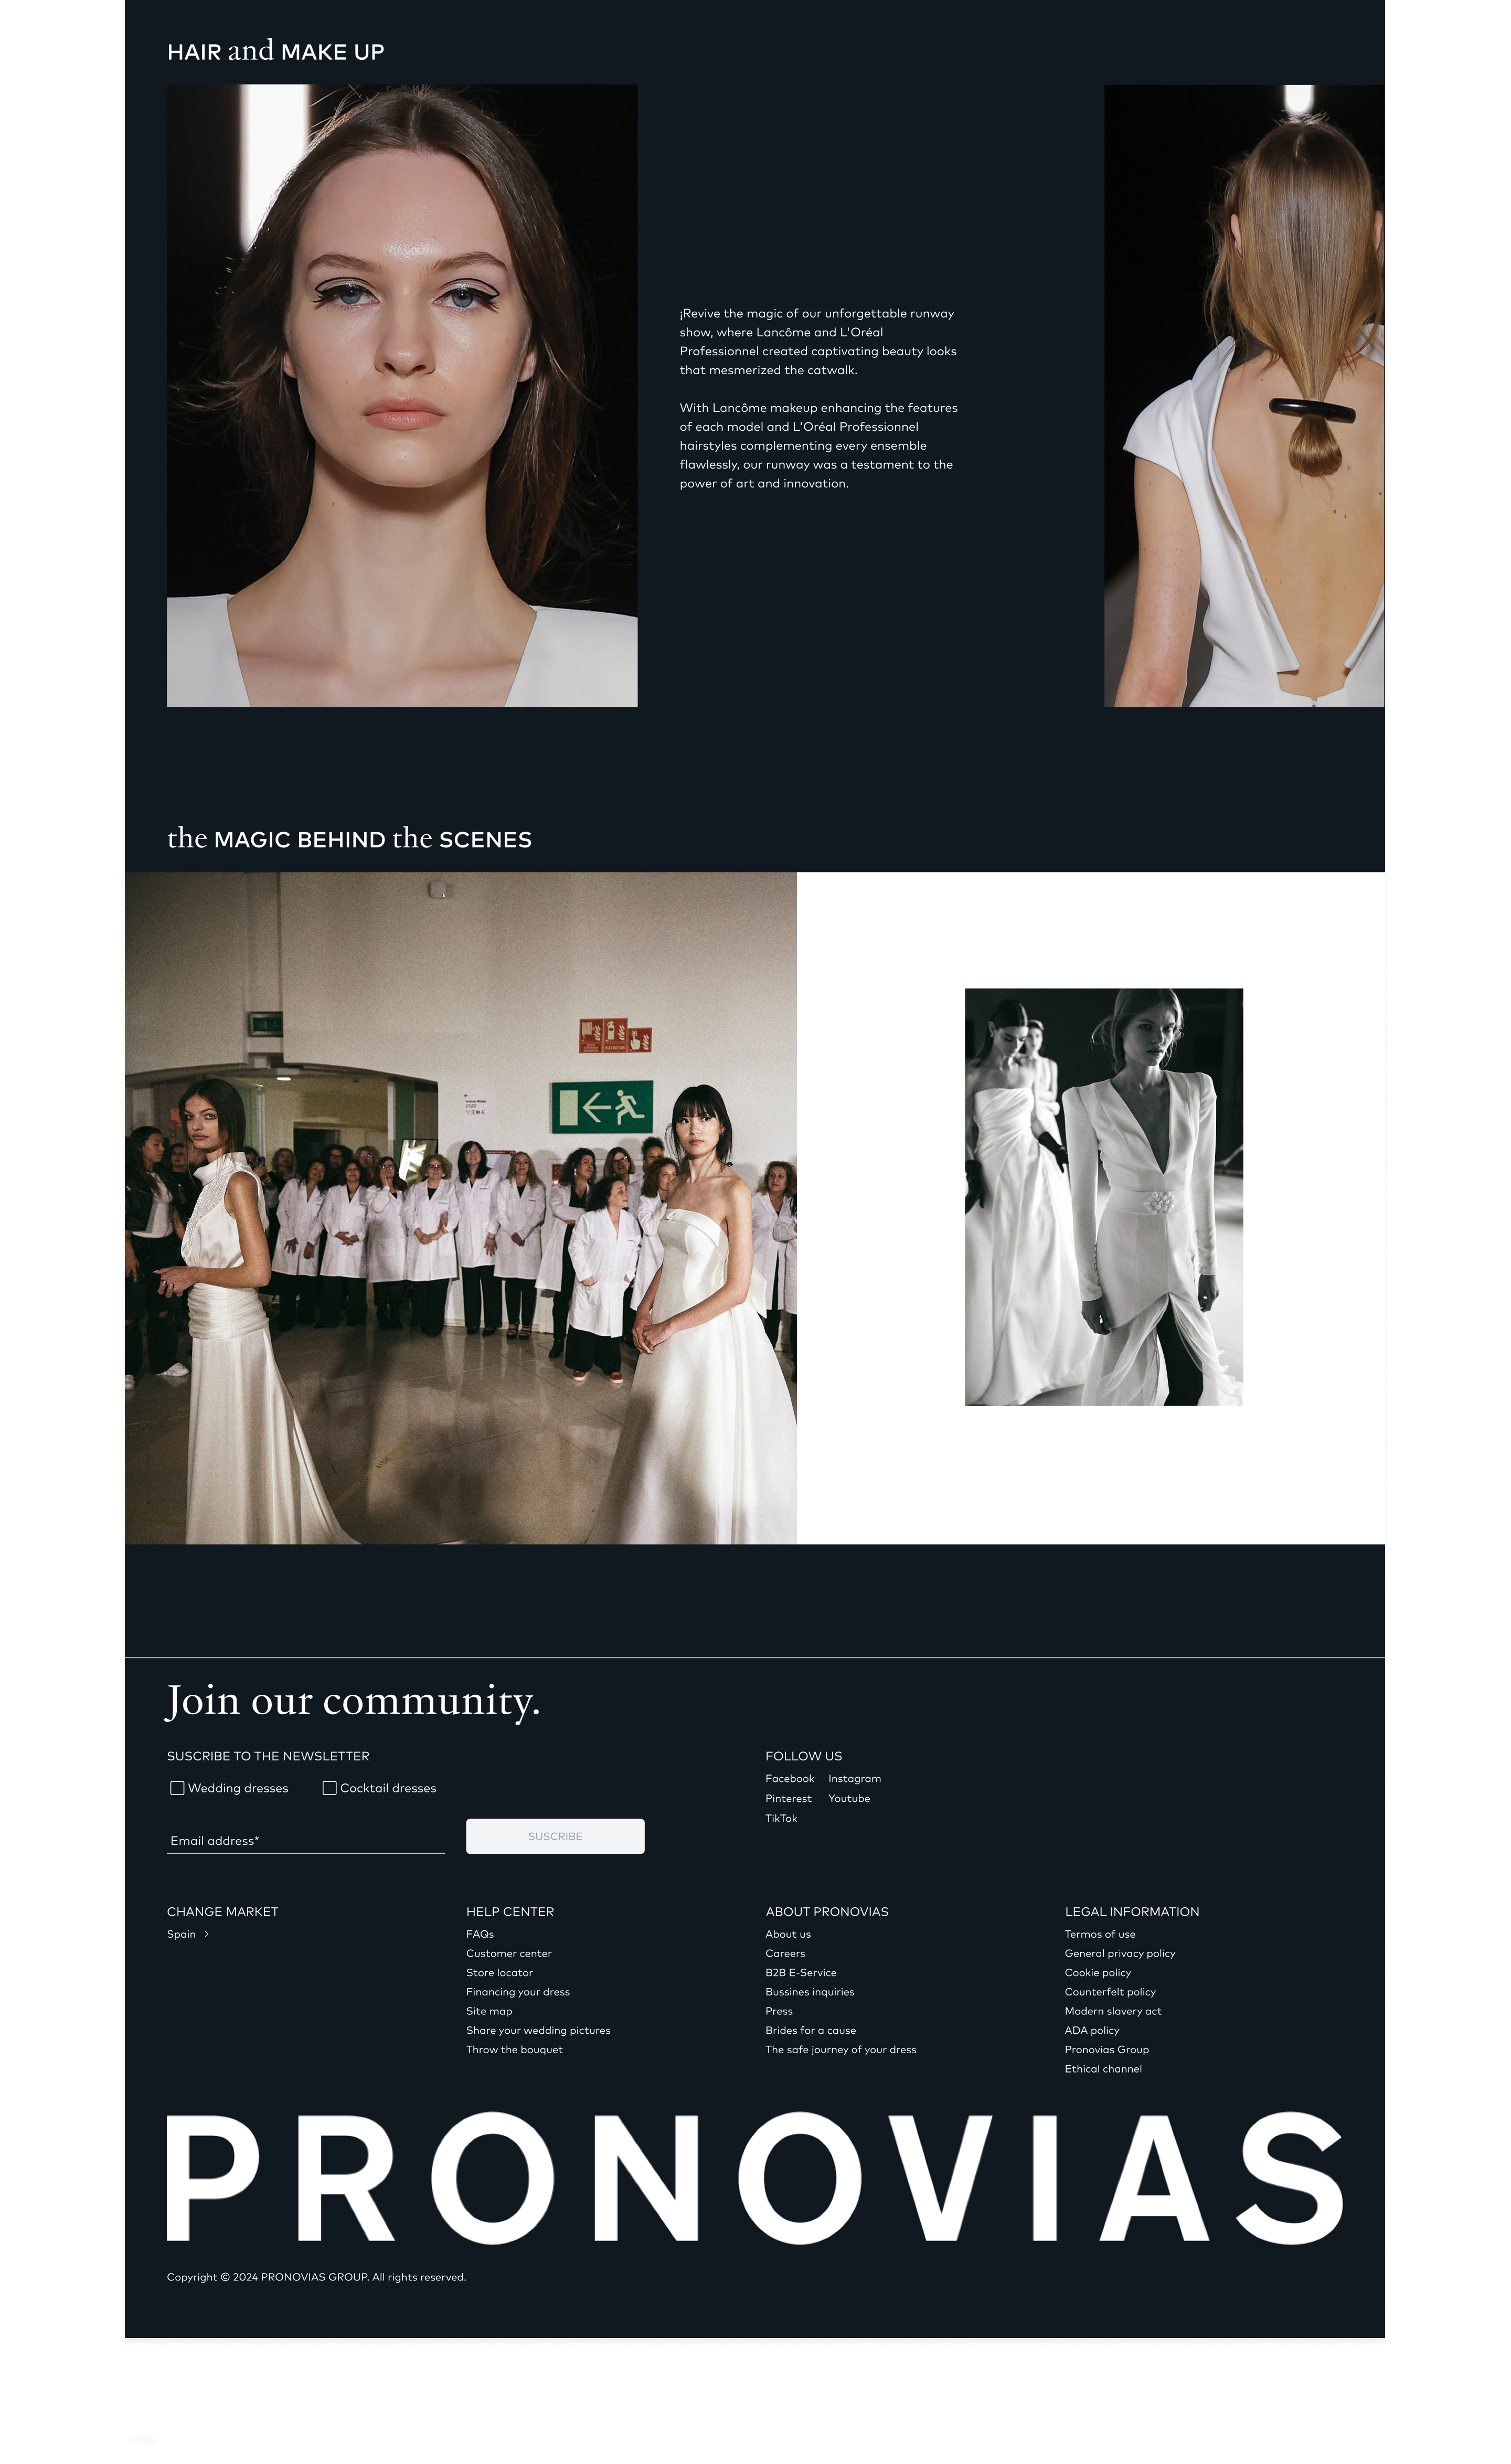 HAIR and MAKE UP
¡Revive the magic of our unforgettable runway
show, where Lancôme and L'Oréal
Professionnel created captivating beauty looks
that mesmerized the catwalk.
With Lancôme makeup enhancing the features
of each model and L'Oréal Professionnel
hairstyles complementing every ensemble
flawlessly, our runway was a testament to the
power of art and innovation.
the MAGIC BEHIND the SCENES
Join our community.
SUSCRIBE TO THE NEWSLETTER
Wedding dresses
Cocktail dresses
Email address*
SUSCRIBE
FOLLOW US
Facebook
Instagram
Pinterest
Youtube
TikTok
CHANGE MARKET
Spain >
HELP CENTER
FAQs
Customer center
Store locator
Financing your dress
Site map
Share your wedding pictures
Throw the bouquet
ABOUT PRONOVIAS
About us
Careers
B2B E-Service
Bussines inquiries
Press
Brides for a cause
The safe journey of your dress
LEGAL INFORMATION
Termos of use
General privacy policy
Cookie policy
Counterfelt policy
Modern slavery act
ADA policy
Pronovias Group
Ethical channel
PRONOVIAS
Copyright © 2024 PRONOVIAS GROUP. All rights reserved.